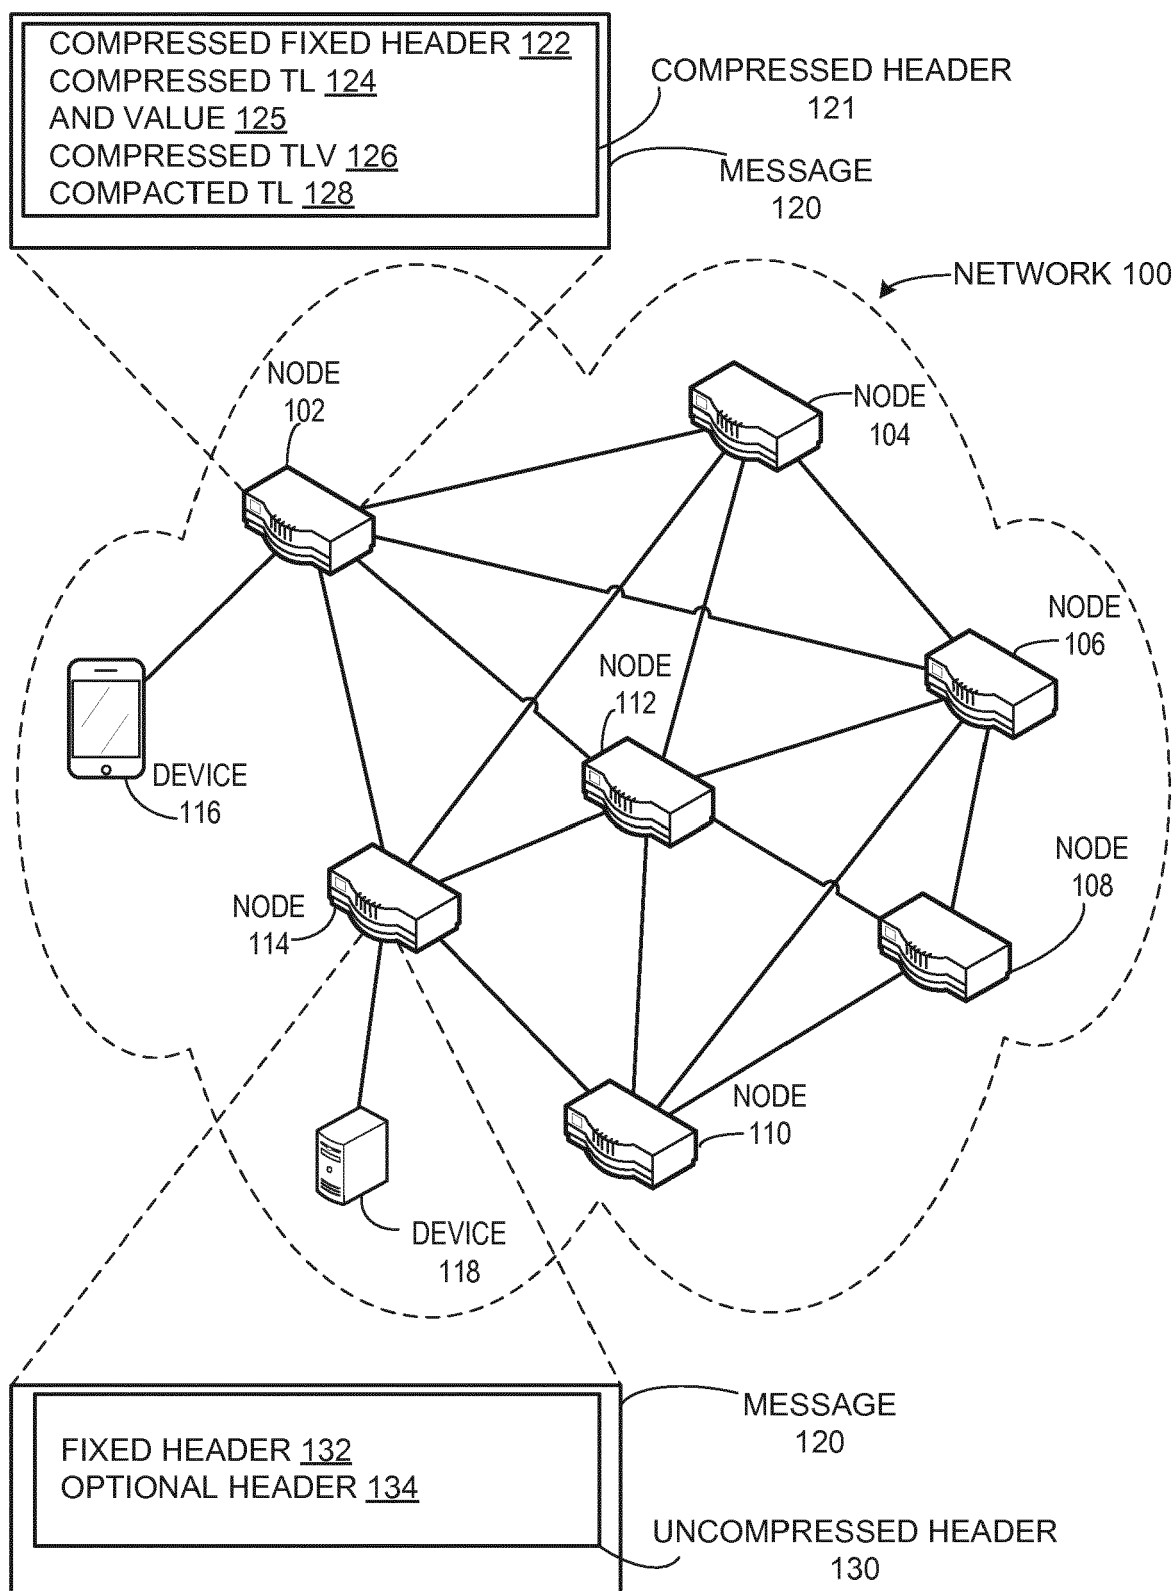 COMPRESSED FIXED HEADER 122
COMPRESSED TL 124
AND VALUE 125
COMPRESSED TLV 126
COMPACTED TL 128
COMPRESSED HEADER
121
MESSAGE
120
NETWORK 100
NODE
102
NODE
104
NODE
106
NODE
112
DEVICE
116
NODE
108
NODE
114
NODE
110
DEVICE
118
MESSAGE
120
FIXED HEADER 132
OPTIONAL HEADER 134
UNCOMPRESSED HEADER
130